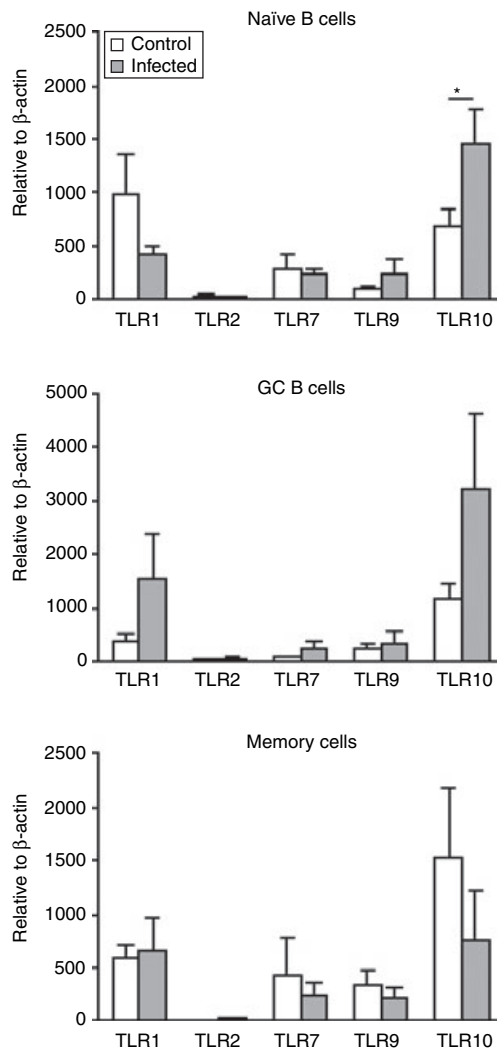 Naïve B cells
2500
2000
1500
1000
500
0
Relative to β-actin
Control
Infected
*
TLR1 TLR2 TLR7 TLR9 TLR10
GC B cells
5000
4000
3000
2000
1000
0
Relative to β-actin
TLR1 TLR2 TLR7 TLR9 TLR10
Memory cells
2500
2000
1500
1000
500
0
Relative to β-actin
TLR1 TLR2 TLR7 TLR9 TLR10